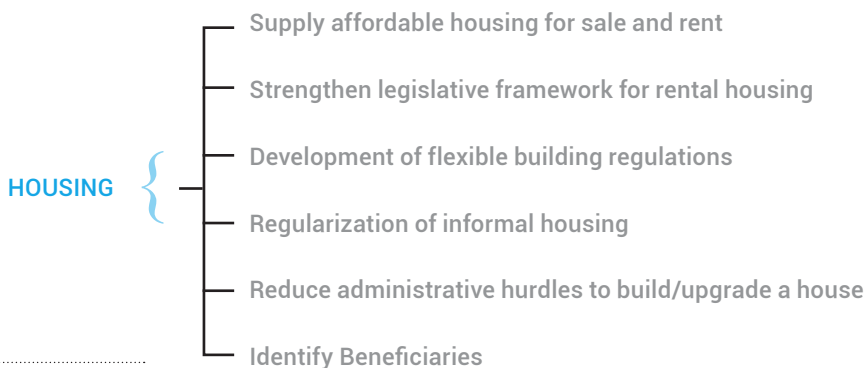 Supply affordable housing for sale and rent
Strengthen legislative framework for rental housing
Development of flexible building regulations
HOUSING
Regularization of informal housing
Reduce administrative hurdles to build/upgrade a house
Identify Beneficiaries